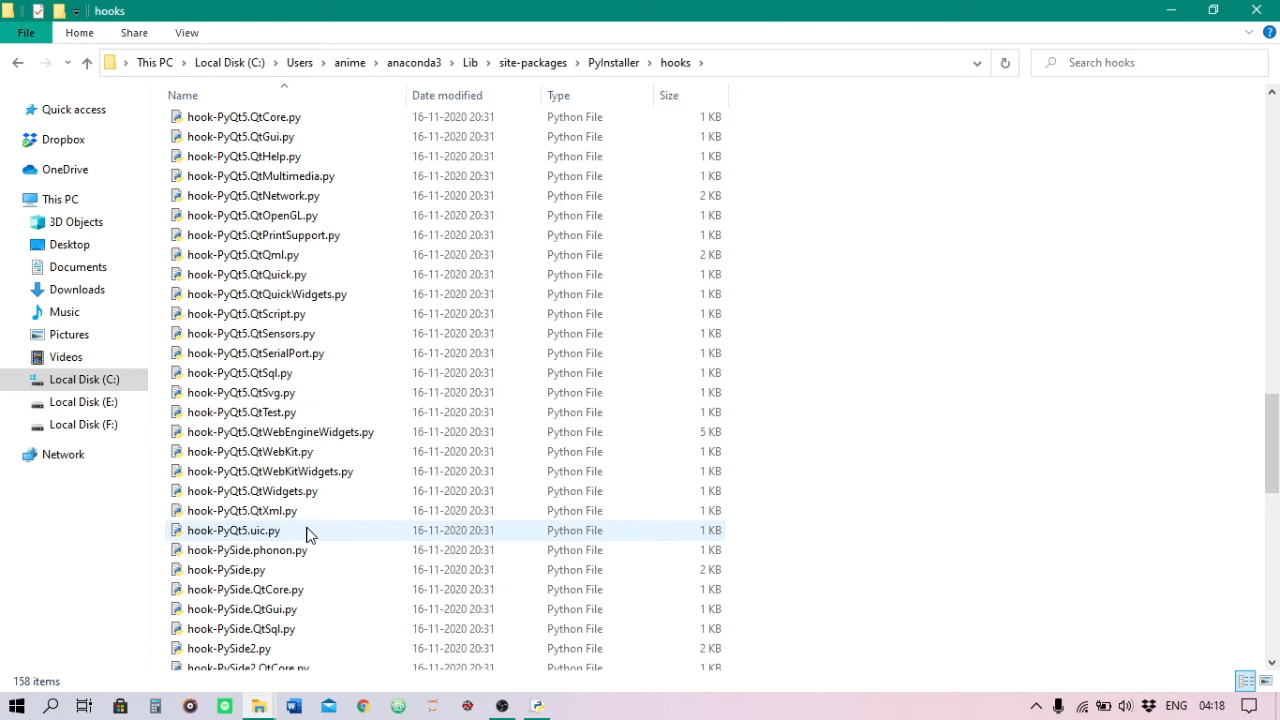 hooks
File Home Share View
This PC Local Disk (C:) Users anime anaconda3 Lib site-packages PyInstaller hooks Search hooks
Name Date modified Type Size
Quick access
Dropbox
OneDrive
This PC
3D Objects
Desktop
Documents
Downloads
Music
Pictures
Videos
Local Disk (C:)
Local Disk (E:)
Local Disk (F:)
Network
hook-PyQt5.QtCore.py 16-11-2020 20:31 Python File 1 KB
hook-PyQt5.QtGui.py 16-11-2020 20:31 Python File 1 KB
hook-PyQt5.QtHelp.py 16-11-2020 20:31 Python File 1 KB
hook-PyQt5.QtMultimedia.py 16-11-2020 20:31 Python File 1 KB
hook-PyQt5.QtNetwork.py 16-11-2020 20:31 Python File 2 KB
hook-PyQt5.QtOpenGL.py 16-11-2020 20:31 Python File 1 KB
hook-PyQt5.QtPrintSupport.py 16-11-2020 20:31 Python File 1 KB
hook-PyQt5.QtQml.py 16-11-2020 20:31 Python File 2 KB
hook-PyQt5.QtQuick.py 16-11-2020 20:31 Python File 1 KB
hook-PyQt5.QtQuickWidgets.py 16-11-2020 20:31 Python File 1 KB
hook-PyQt5.QtScript.py 16-11-2020 20:31 Python File 1 KB
hook-PyQt5.QtSensors.py 16-11-2020 20:31 Python File 1 KB
hook-PyQt5.QtSerialPort.py 16-11-2020 20:31 Python File 1 KB
hook-PyQt5.QtSql.py 16-11-2020 20:31 Python File 1 KB
hook-PyQt5.QtSvg.py 16-11-2020 20:31 Python File 1 KB
hook-PyQt5.QtTest.py 16-11-2020 20:31 Python File 1 KB
hook-PyQt5.QtWebEngineWidgets.py 16-11-2020 20:31 Python File 5 KB
hook-PyQt5.QtWebKit.py 16-11-2020 20:31 Python File 1 KB
hook-PyQt5.QtWebKitWidgets.py 16-11-2020 20:31 Python File 1 KB
hook-PyQt5.QtWidgets.py 16-11-2020 20:31 Python File 1 KB
hook-PyQt5.QtXml.py 16-11-2020 20:31 Python File 1 KB
hook-PyQt5.uic.py 16-11-2020 20:31 Python File 1 KB
hook-PySide.phonon.py 16-11-2020 20:31 Python File 1 KB
hook-PySide.py 16-11-2020 20:31 Python File 2 KB
hook-PySide.QtCore.py 16-11-2020 20:31 Python File 1 KB
hook-PySide.QtGui.py 16-11-2020 20:31 Python File 1 KB
hook-PySide.QtSql.py 16-11-2020 20:31 Python File 1 KB
hook-PySide2.py 16-11-2020 20:31 Python File 2 KB
hook-PySide2.QtCore.py 16-11-2020 20:31 Python File 1 KB
158 items
ENG 04:18